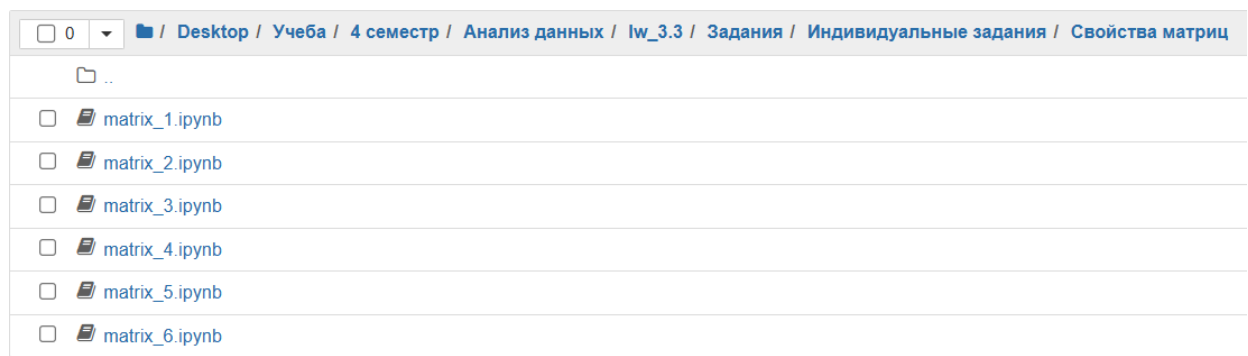 0 / Desktop / Учеба / 4 семестр / Анализ данных / lw_3.3 / Задания / Индивидуальные задания / Свойства матриц
..
matrix_1.ipynb
matrix_2.ipynb
matrix_3.ipynb
matrix_4.ipynb
matrix_5.ipynb
matrix_6.ipynb